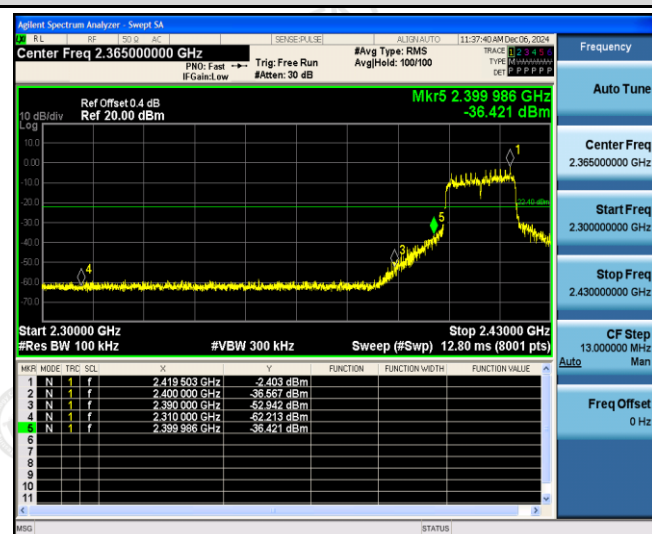 Agilent Spectrum Analyzer - Swept SA
RL RF 50 Ω AC SENSE:PULSE ALIGN AUTO 11:37:40 AM Dec 06, 2024
Center Freq 2.365000000 GHz #Avg Type: RMS TRACE 1 2 3 4 5 6
PNO: Fast Trig: Free Run Avg|Hold: 100/100 TYPE M
IFGain:Low #Atten: 30 dB DET P P P P P P
Mkr5 2.399 986 GHz
-36.421 dBm
Ref Offset 0.4 dB
10 dB/div Ref 20.00 dBm
Log
10.0
0.00
-10.0
-20.0
-30.0
-40.0
-50.0
-60.0
-70.0
1
-22.40 dBm
5
3
4
Start 2.30000 GHz Stop 2.43000 GHz
#Res BW 100 kHz #VBW 300 kHz Sweep (#Swp) 12.80 ms (8001 pts)
MKR MODE TRC SCL X Y FUNCTION FUNCTION WIDTH FUNCTION VALUE
1 N 1 f 2.419 503 GHz -2.403 dBm
2 N 1 f 2.400 000 GHz -36.567 dBm
3 N 1 f 2.390 000 GHz -52.942 dBm
4 N 1 f 2.310 000 GHz -62.213 dBm
5 N 1 f 2.399 986 GHz -36.421 dBm
6
7
8
9
10
11
MSG STATUS
Frequency
Auto Tune
Center Freq
2.365000000 GHz
Start Freq
2.300000000 GHz
Stop Freq
2.430000000 GHz
CF Step
13.000000 MHz
Auto Man
Freq Offset
0 Hz